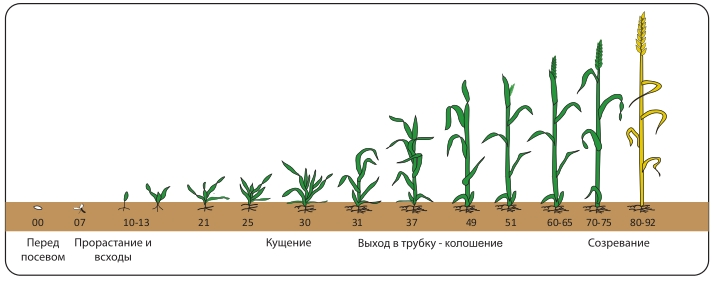 00 07 10-13 21 25 30 31 37 49 51 60-65 70-75 80-92
Перед Прорастание и Кущение Выход в трубку - колошение Созревание
посевом всходы